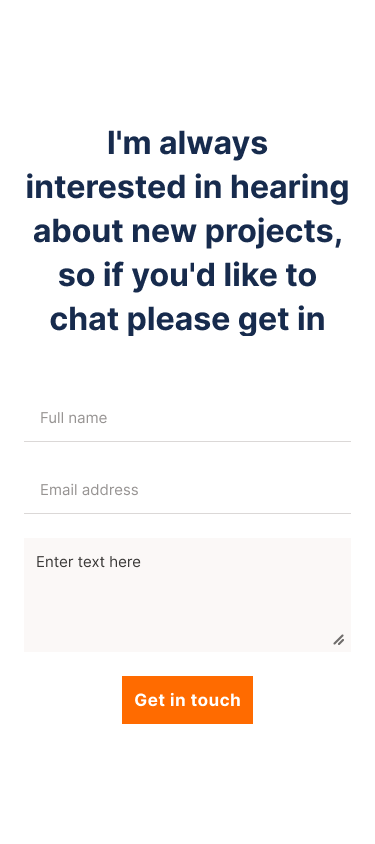 I'm always
interested in hearing
about new projects,
so if you'd like to
chat please get in
Full name
Email address
Enter text here
Get in touch